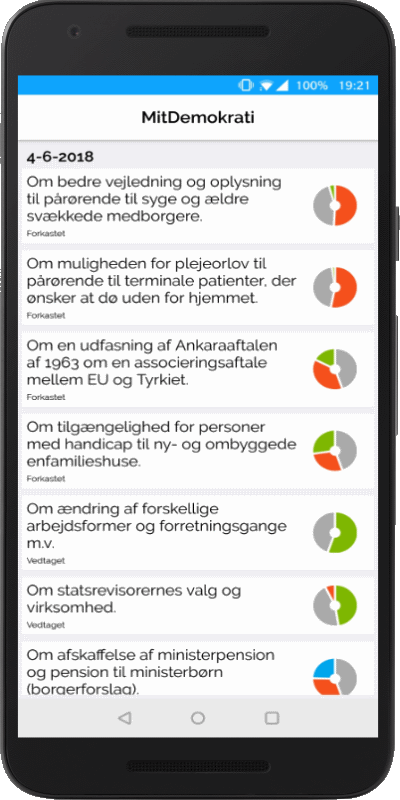 100% 19:21
MitDemokrati
4-6-2018
Om bedre vejledning og oplysning
til pårørende til syge og ældre
svækkede medborgere.
Forkastet
Om muligheden for plejeorlov til
pårørende til terminale patienter, der
ønsker at dø uden for hjemmet.
Forkastet
Om en udfasning af Ankaraaftalen
af 1963 om en associeringsaftale
mellem EU og Tyrkiet.
Forkastet
Om tilgængelighed for personer
med handicap til ny- og ombyggede
enfamilieshuse.
Forkastet
Om ændring af forskellige
arbejdsformer og forretningsgange
m.v.
Vedtaget
Om statsrevisorernes valg og
virksomhed.
Vedtaget
Om afskaffelse af ministerpension
og pension til ministerbørn
(borgerforslag).